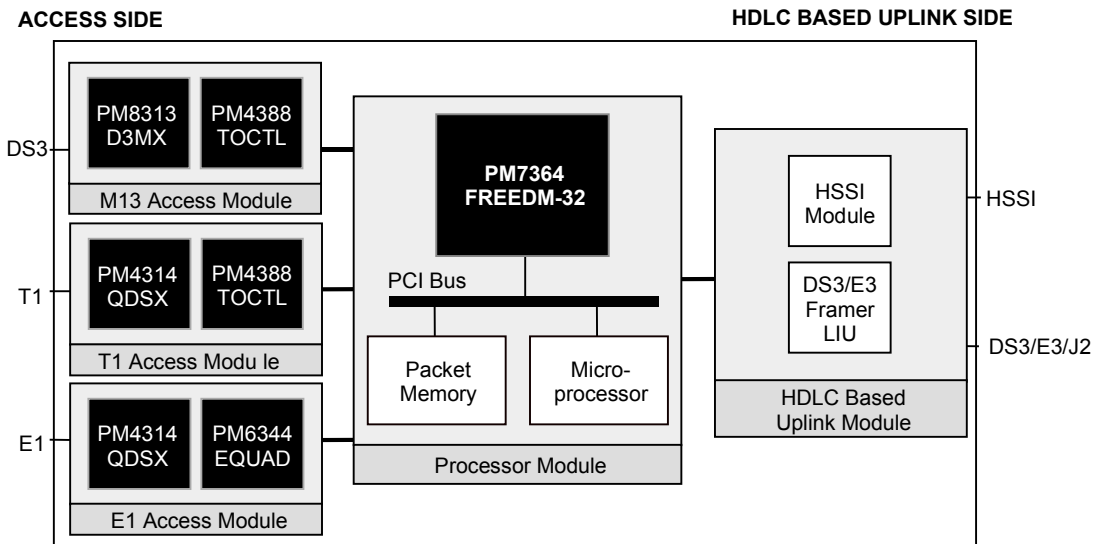 ACCESS SIDE
HDLC BASED UPLINK SIDE
DS3
PM8313
D3MX
PM4388
TOCTL
M13 Access Module
T1
PM4314
QDSX
PM4388
TOCTL
T1 Access Modu le
E1
PM4314
QDSX
PM6344
EQUAD
E1 Access Module
PM7364
FREEDM-32
PCI Bus
Packet
Memory
Micro-
processor
Processor Module
HSSI
Module
DS3/E3
Framer
LIU
HDLC Based
Uplink Module
HSSI
DS3/E3/J2